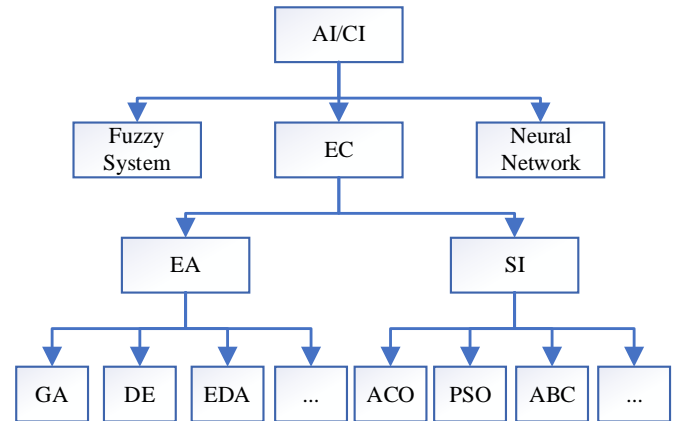 AI/CI
Fuzzy
System
EC
Neural
Network
EA
SI
GA
DE
EDA
...
ACO
PSO
ABC
...